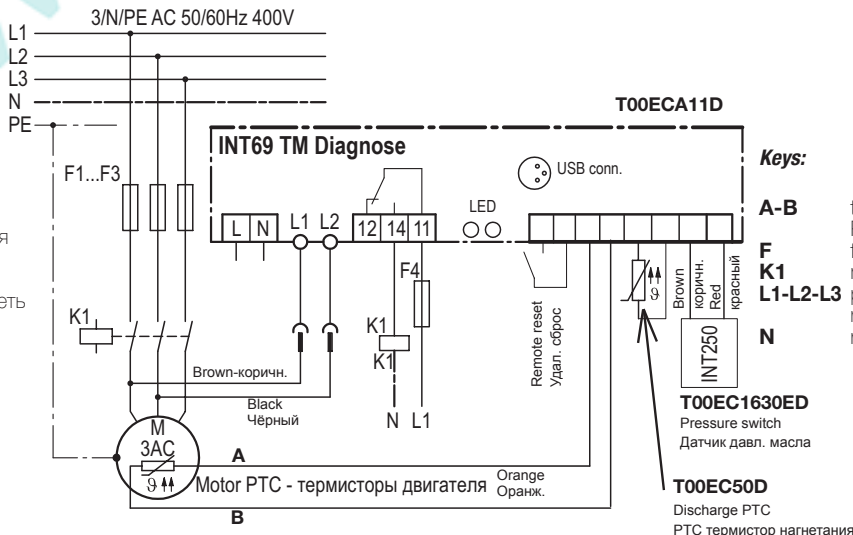 3/N/PE AC 50/60Hz 400V
L1
L2
L3
N
PE
T00ECA11D
INT69 TM Diagnose
USB conn.
Keys:
F1...F3
L N L1 L2 12 14 11
LED
A-B
F
K1
L1-L2-L3
N
F4
ϑ
K1
K1
K1
Remote reset
Удал. сброс
Brown
коричн.
Red
красный
INT250
Brown-коричн.
Black
Чёрный
N L1
T00EC1630ED
Pressure switch
Датчик давл. масла
M
3AC
ϑ
A
Motor PTC - термисторы двигателя
Orange
Оранж.
B
T00EC50D
Discharge PTC
PTC термистор нагнетания